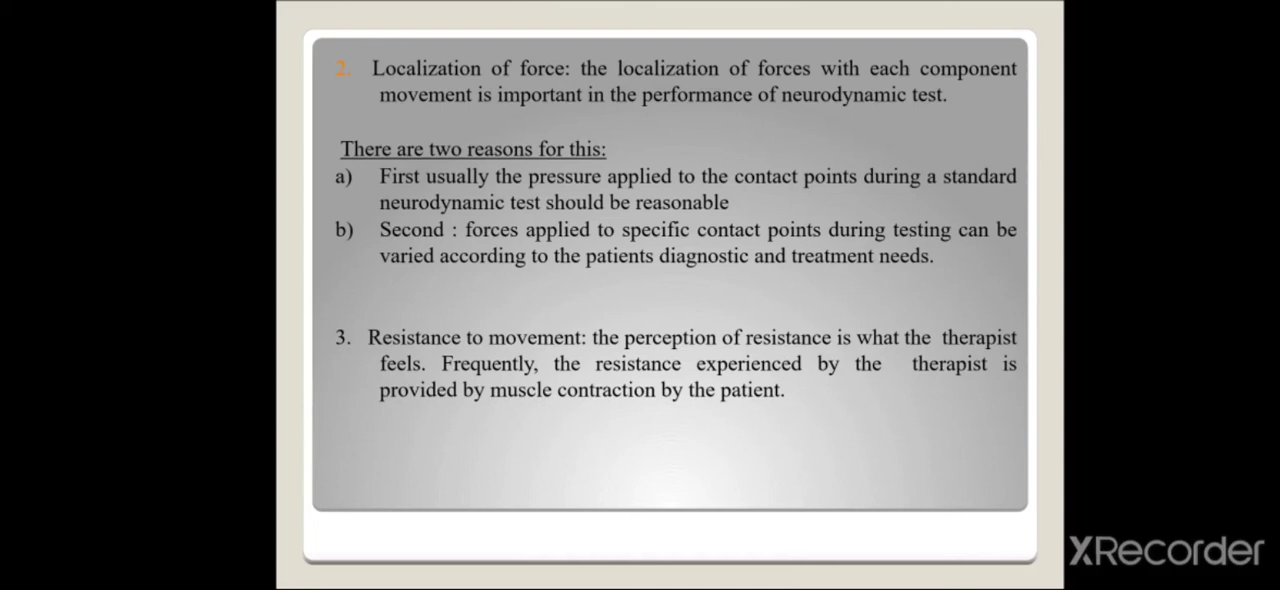 2. Localization of force: the localization of forces with each component
movement is important in the performance of neurodynamic test.
There are two reasons for this:
a) First usually the pressure applied to the contact points during a standard
neurodynamic test should be reasonable
b) Second : forces applied to specific contact points during testing can be
varied according to the patients diagnostic and treatment needs.
3. Resistance to movement: the perception of resistance is what the therapist
feels. Frequently, the resistance experienced by the therapist is
provided by muscle contraction by the patient.
XRecorder